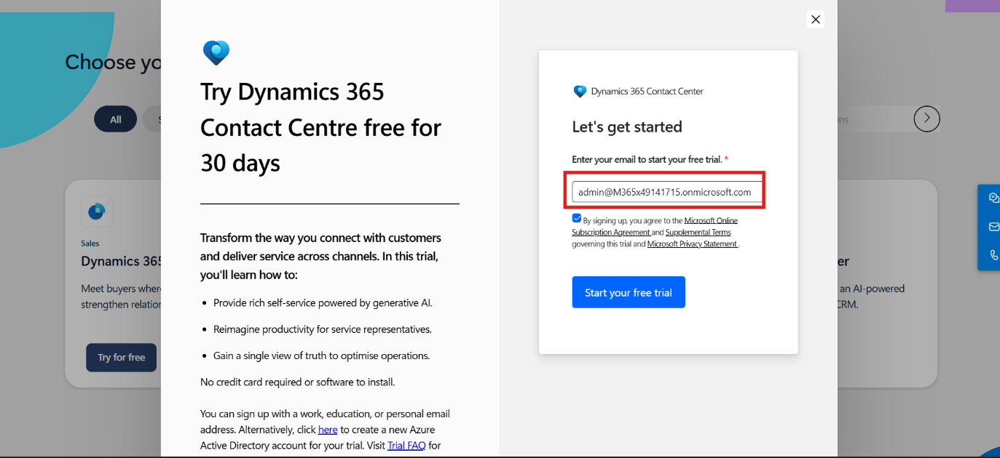 Choose yo
All
S
ons
Sales
Dynamics 365
Meet buyers wher
strengthen relation
Try for free
Try Dynamics 365
Contact Centre free for
30 days
Transform the way you connect with customers
and deliver service across channels. In this trial,
you'll learn how to:
• Provide rich self-service powered by generative AI.
• Reimagine productivity for service representatives.
• Gain a single view of truth to optimise operations.
No credit card required or software to install.
You can sign up with a work, education, or personal email
address. Alternatively, click here to create a new Azure
Active Directory account for your trial. Visit Trial FAQ for
Dynamics 365 Contact Center
Let's get started
Enter your email to start your free trial. *
admin@M365x49141715.onmicrosoft.com
By signing up, you agree to the Microsoft Online
Subscription Agreement and Supplemental Terms
governing this trial and Microsoft Privacy Statement .
Start your free trial
er
an AI-powered
CRM.